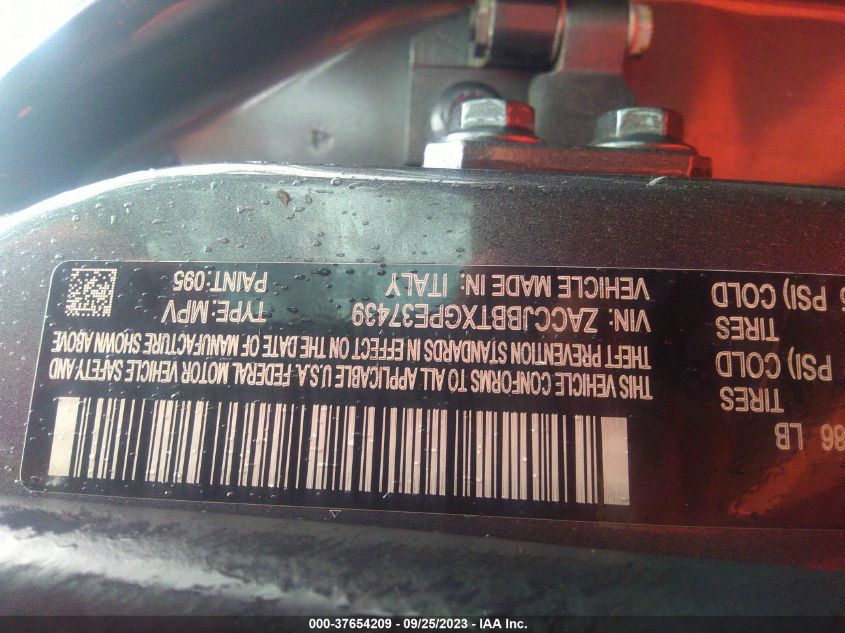 86 LB
TIRES
PSI) COLD
TIRES
PSI) COLD
THIS VEHICLE CONFORMS TO ALL APPLICABLE U.S.A. FEDERAL MOTOR VEHICLE SAFETY AND
THEFT PREVENTION STANDARDS IN EFFECT ON THE DATE OF MANUFACTURE SHOWN ABOVE
VIN: ZACCJBBTXGPE37439 TYPE: MPV
VEHICLE MADE IN: ITALY PAINT: 095
000-37654209 - 09/25/2023 - IAA Inc.